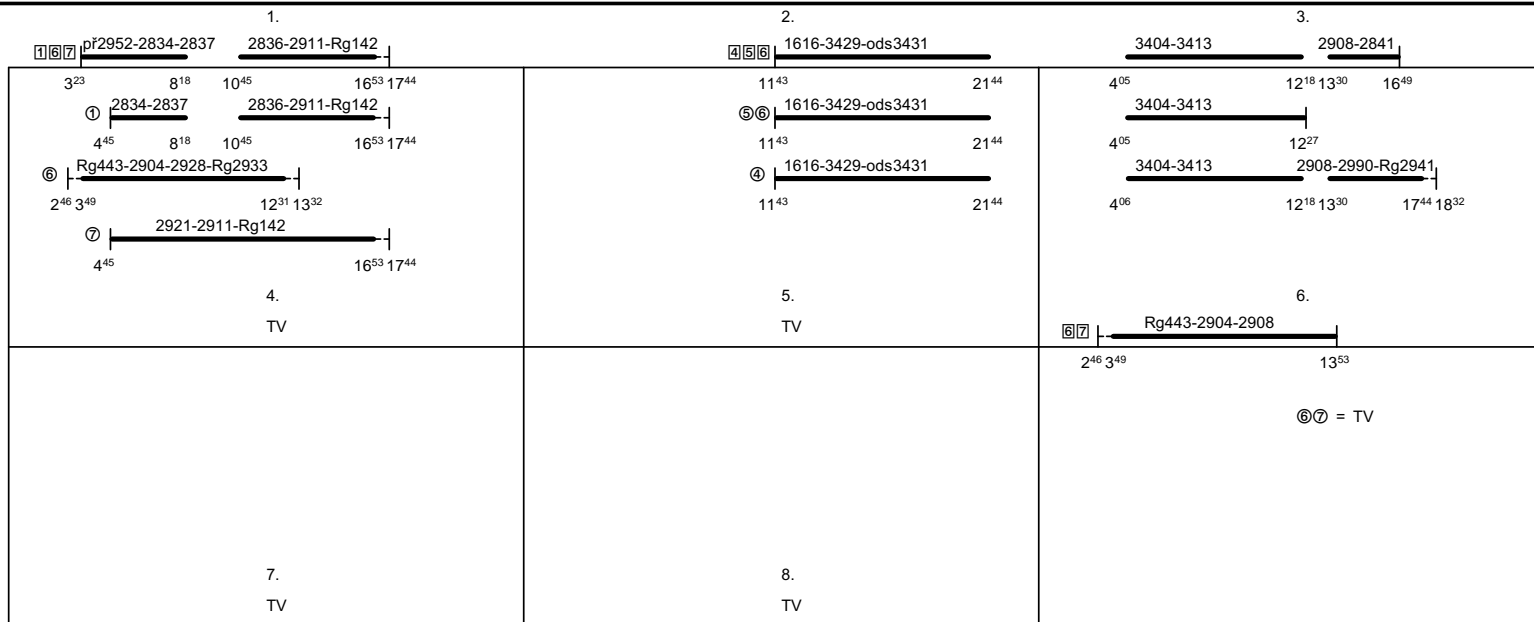 1. 2. 3.
1 6 7 př2952-2834-2837 2836-2911-Rg142 4 5 6 1616-3429-ods3431 3404-3413 2908-2841
3²³ 8¹⁸ 10⁴⁵ 16⁵³ 17⁴⁴ 11⁴³ 21⁴⁴ 4⁰⁵ 12¹⁸ 13³⁰ 16⁴⁹
① 2834-2837 2836-2911-Rg142 ⑤⑥ 1616-3429-ods3431 3404-3413
4⁴⁵ 8¹⁸ 10⁴⁵ 16⁵³ 17⁴⁴ 11⁴³ 21⁴⁴ 4⁰⁵ 12²⁷
⑥ Rg443-2904-2928-Rg2933 ④ 1616-3429-ods3431 3404-3413 2908-2990-Rg2941
2⁴⁶ 3⁴⁹ 12³¹ 13³² 11⁴³ 21⁴⁴ 4⁰⁶ 12¹⁸ 13³⁰ 17⁴⁴ 18³²
⑦ 2921-2911-Rg142
4⁴⁵ 16⁵³ 17⁴⁴
4. 5. 6.
TV TV 6 7 Rg443-2904-2908
2⁴⁶ 3⁴⁹ 13⁵³
⑥⑦ = TV
7. 8.
TV TV